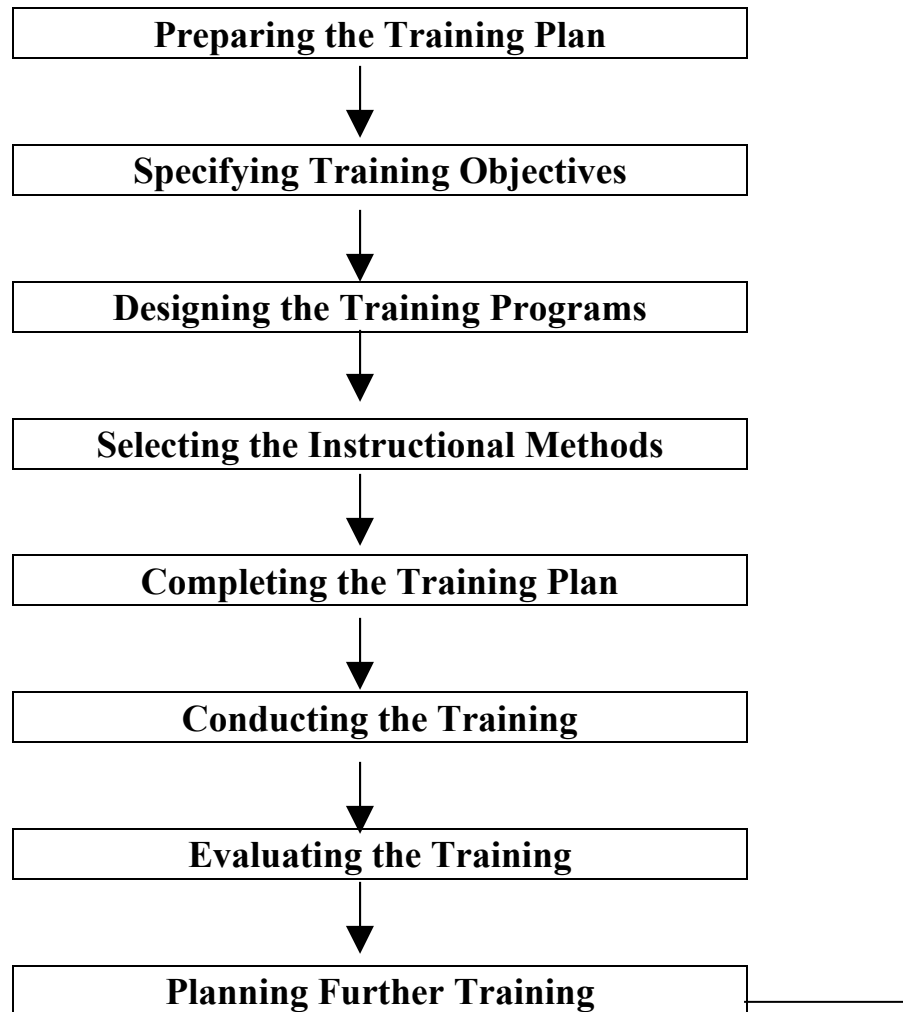 Preparing the Training Plan
Specifying Training Objectives
Designing the Training Programs
Selecting the Instructional Methods
Completing the Training Plan
Conducting the Training
Evaluating the Training
Planning Further Training